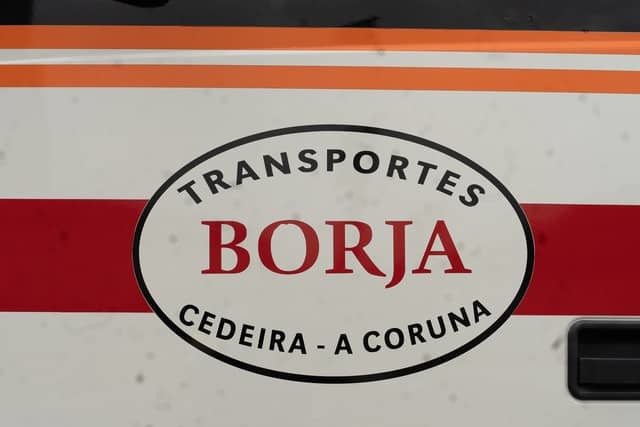 TRANSPORTES
BORJA
CEDEIRA - A CORUNA